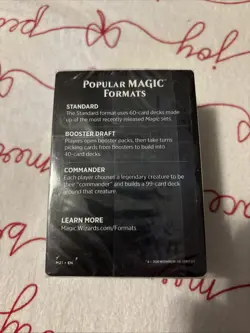 POPULAR MAGIC™
FORMATS
STANDARD
The Standard format uses 60-card decks made
up of the most recently released Magic sets.
BOOSTER DRAFT
Players open booster packs, then take turns
picking cards from boosters to build into
40-card decks.
COMMANDER
Each player chooses a legendary creature to be
their "commander" and builds a 99-card deck
around that creature.
LEARN MORE
Magic.Wizards.com/Formats
joy
peace